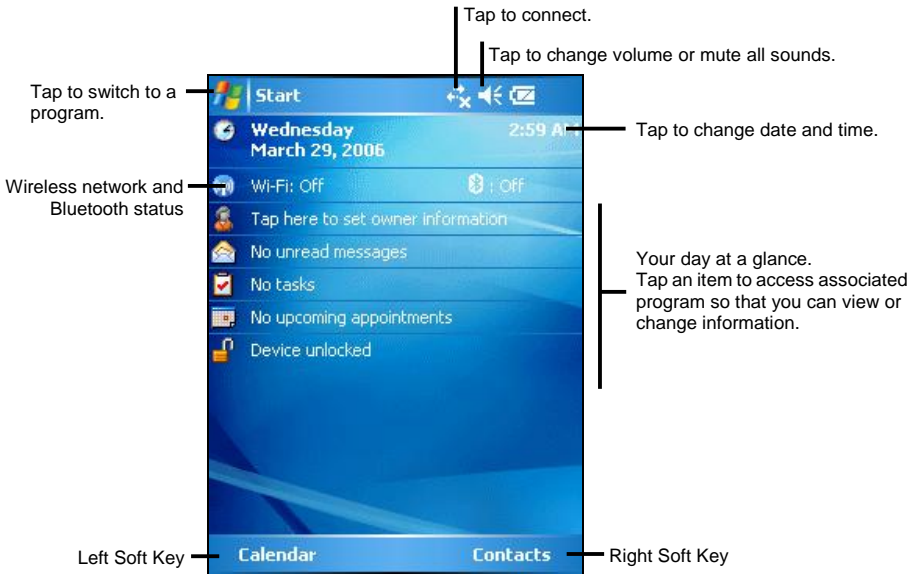 Tap to connect.
Tap to change volume or mute all sounds.
Tap to switch to a
program.
Start
Wednesday
March 29, 2006
2:59 AM
Tap to change date and time.
Wireless network and
Bluetooth status
Wi-Fi: Off
: Off
Tap here to set owner information
No unread messages
No tasks
No upcoming appointments
Device unlocked
Your day at a glance.
Tap an item to access associated
program so that you can view or
change information.
Left Soft Key
Calendar
Contacts
Right Soft Key